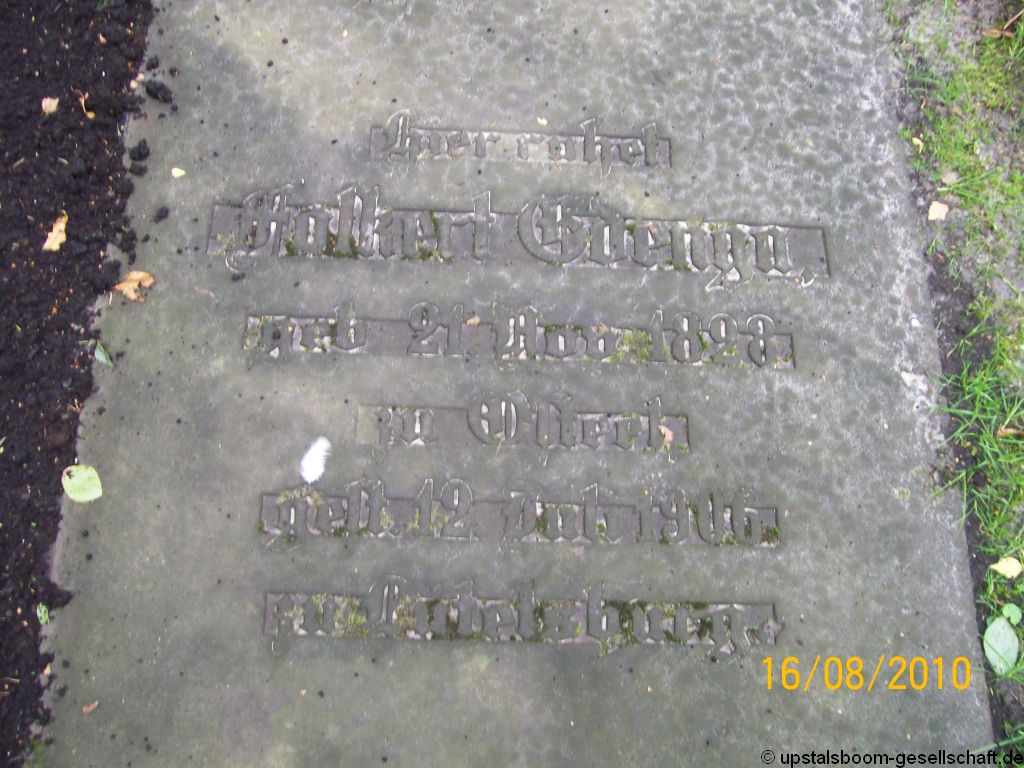 Hier ruhet
Folkert Edenga,
geb 21 Nov 1828
zu Osteel
gest 12 Juli 1906
zu Lütetsburg.
16/08/2010
© upstalsboom-gesellschaft.de